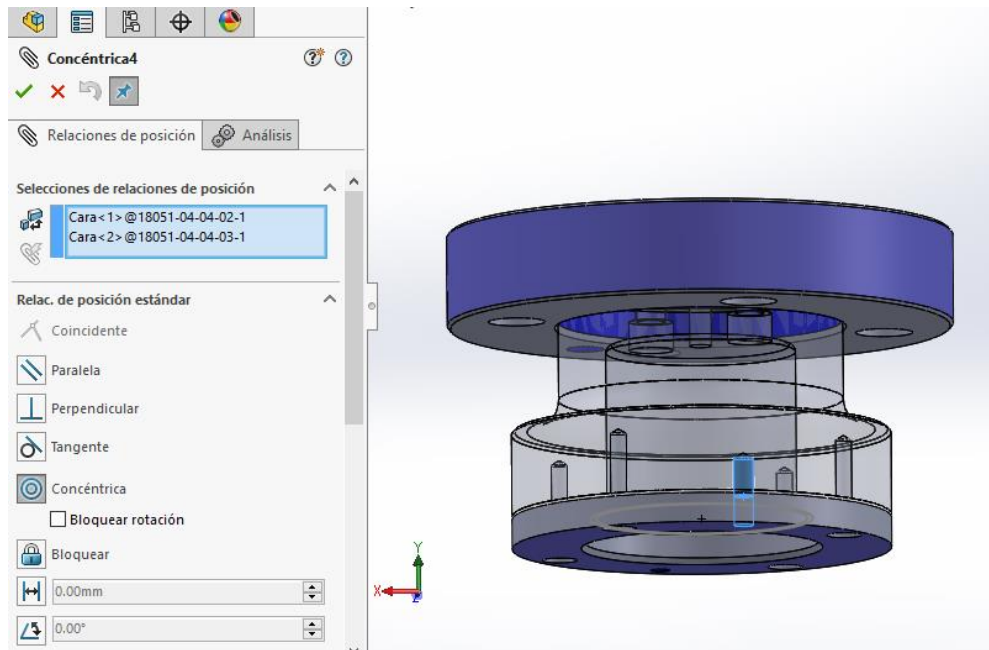 Concéntrica4
Relaciones de posición Análisis
Selecciones de relaciones de posición
Cara<1>@18051-04-04-02-1
Cara<2>@18051-04-04-03-1
Relac. de posición estándar
Coincidente
Paralela
Perpendicular
Tangente
Concéntrica
Bloquear rotación
Bloquear
0.00mm
0.00°
Y
X
Z